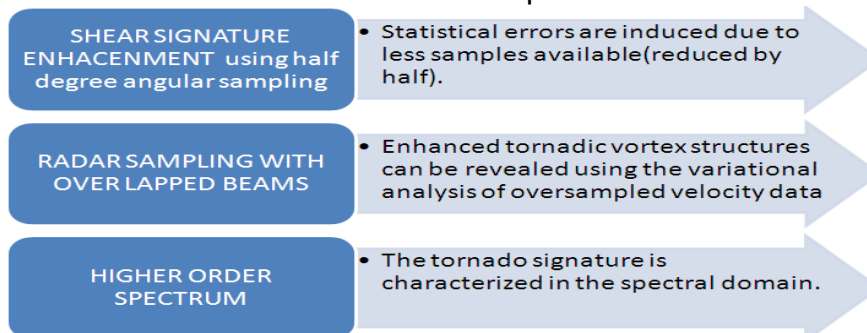 SHEAR SIGNATURE
ENHACENMENT using half
degree angular sampling
• Statistical errors are induced due to
less samples available(reduced by
half).
RADAR SAMPLING WITH
OVER LAPPED BEAMS
• Enhanced tornadic vortex structures
can be revealed using the variational
analysis of oversampled velocity data
HIGHER ORDER
SPECTRUM
• The tornado signature is
characterized in the spectral domain.